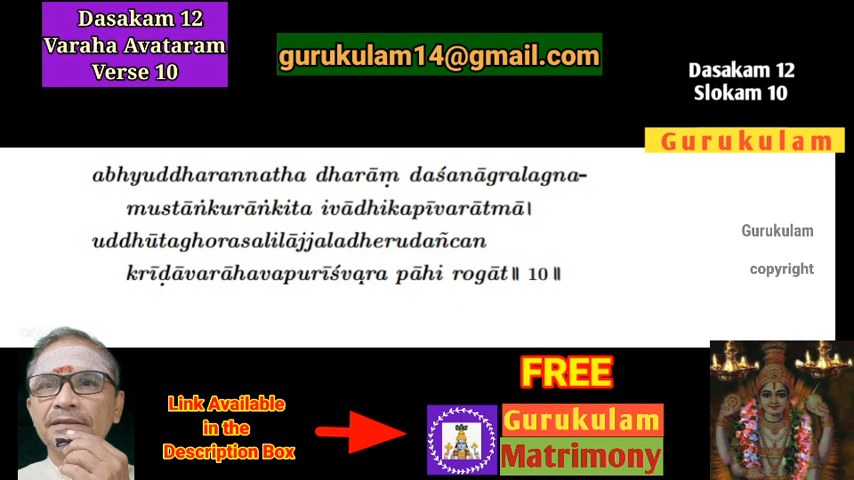 Dasakam 12
Varaha Avataram
Verse 10
gurukulam14@gmail.com
Dasakam 12
Slokam 10
Gurukulam
abhyuddharannatha dharāṃ daśanāgralagna-
mustāṅkurāṅkita ivādhikapīvarātmā।
uddhūtaghorasalilājjaladherudañcan
krīḍāvarāhavapurīśvạra pāhi rogāt॥ 10॥
Gurukulam
copyright
Link Available
in the
Description Box
FREE
Gurukulam
Matrimony